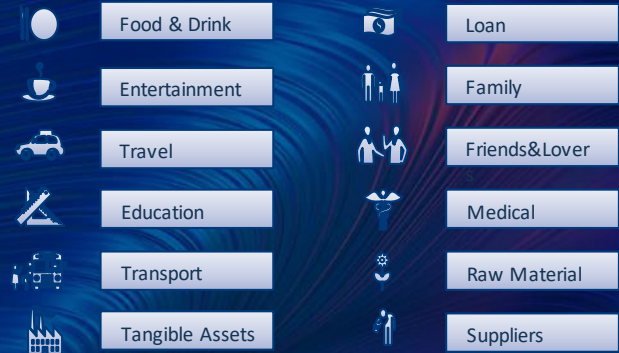 Food & Drink
Entertainment
Travel
Education
Transport
Tangible Assets
Loan
Family
Friends&Lover
s
Medical
Raw Material
Suppliers